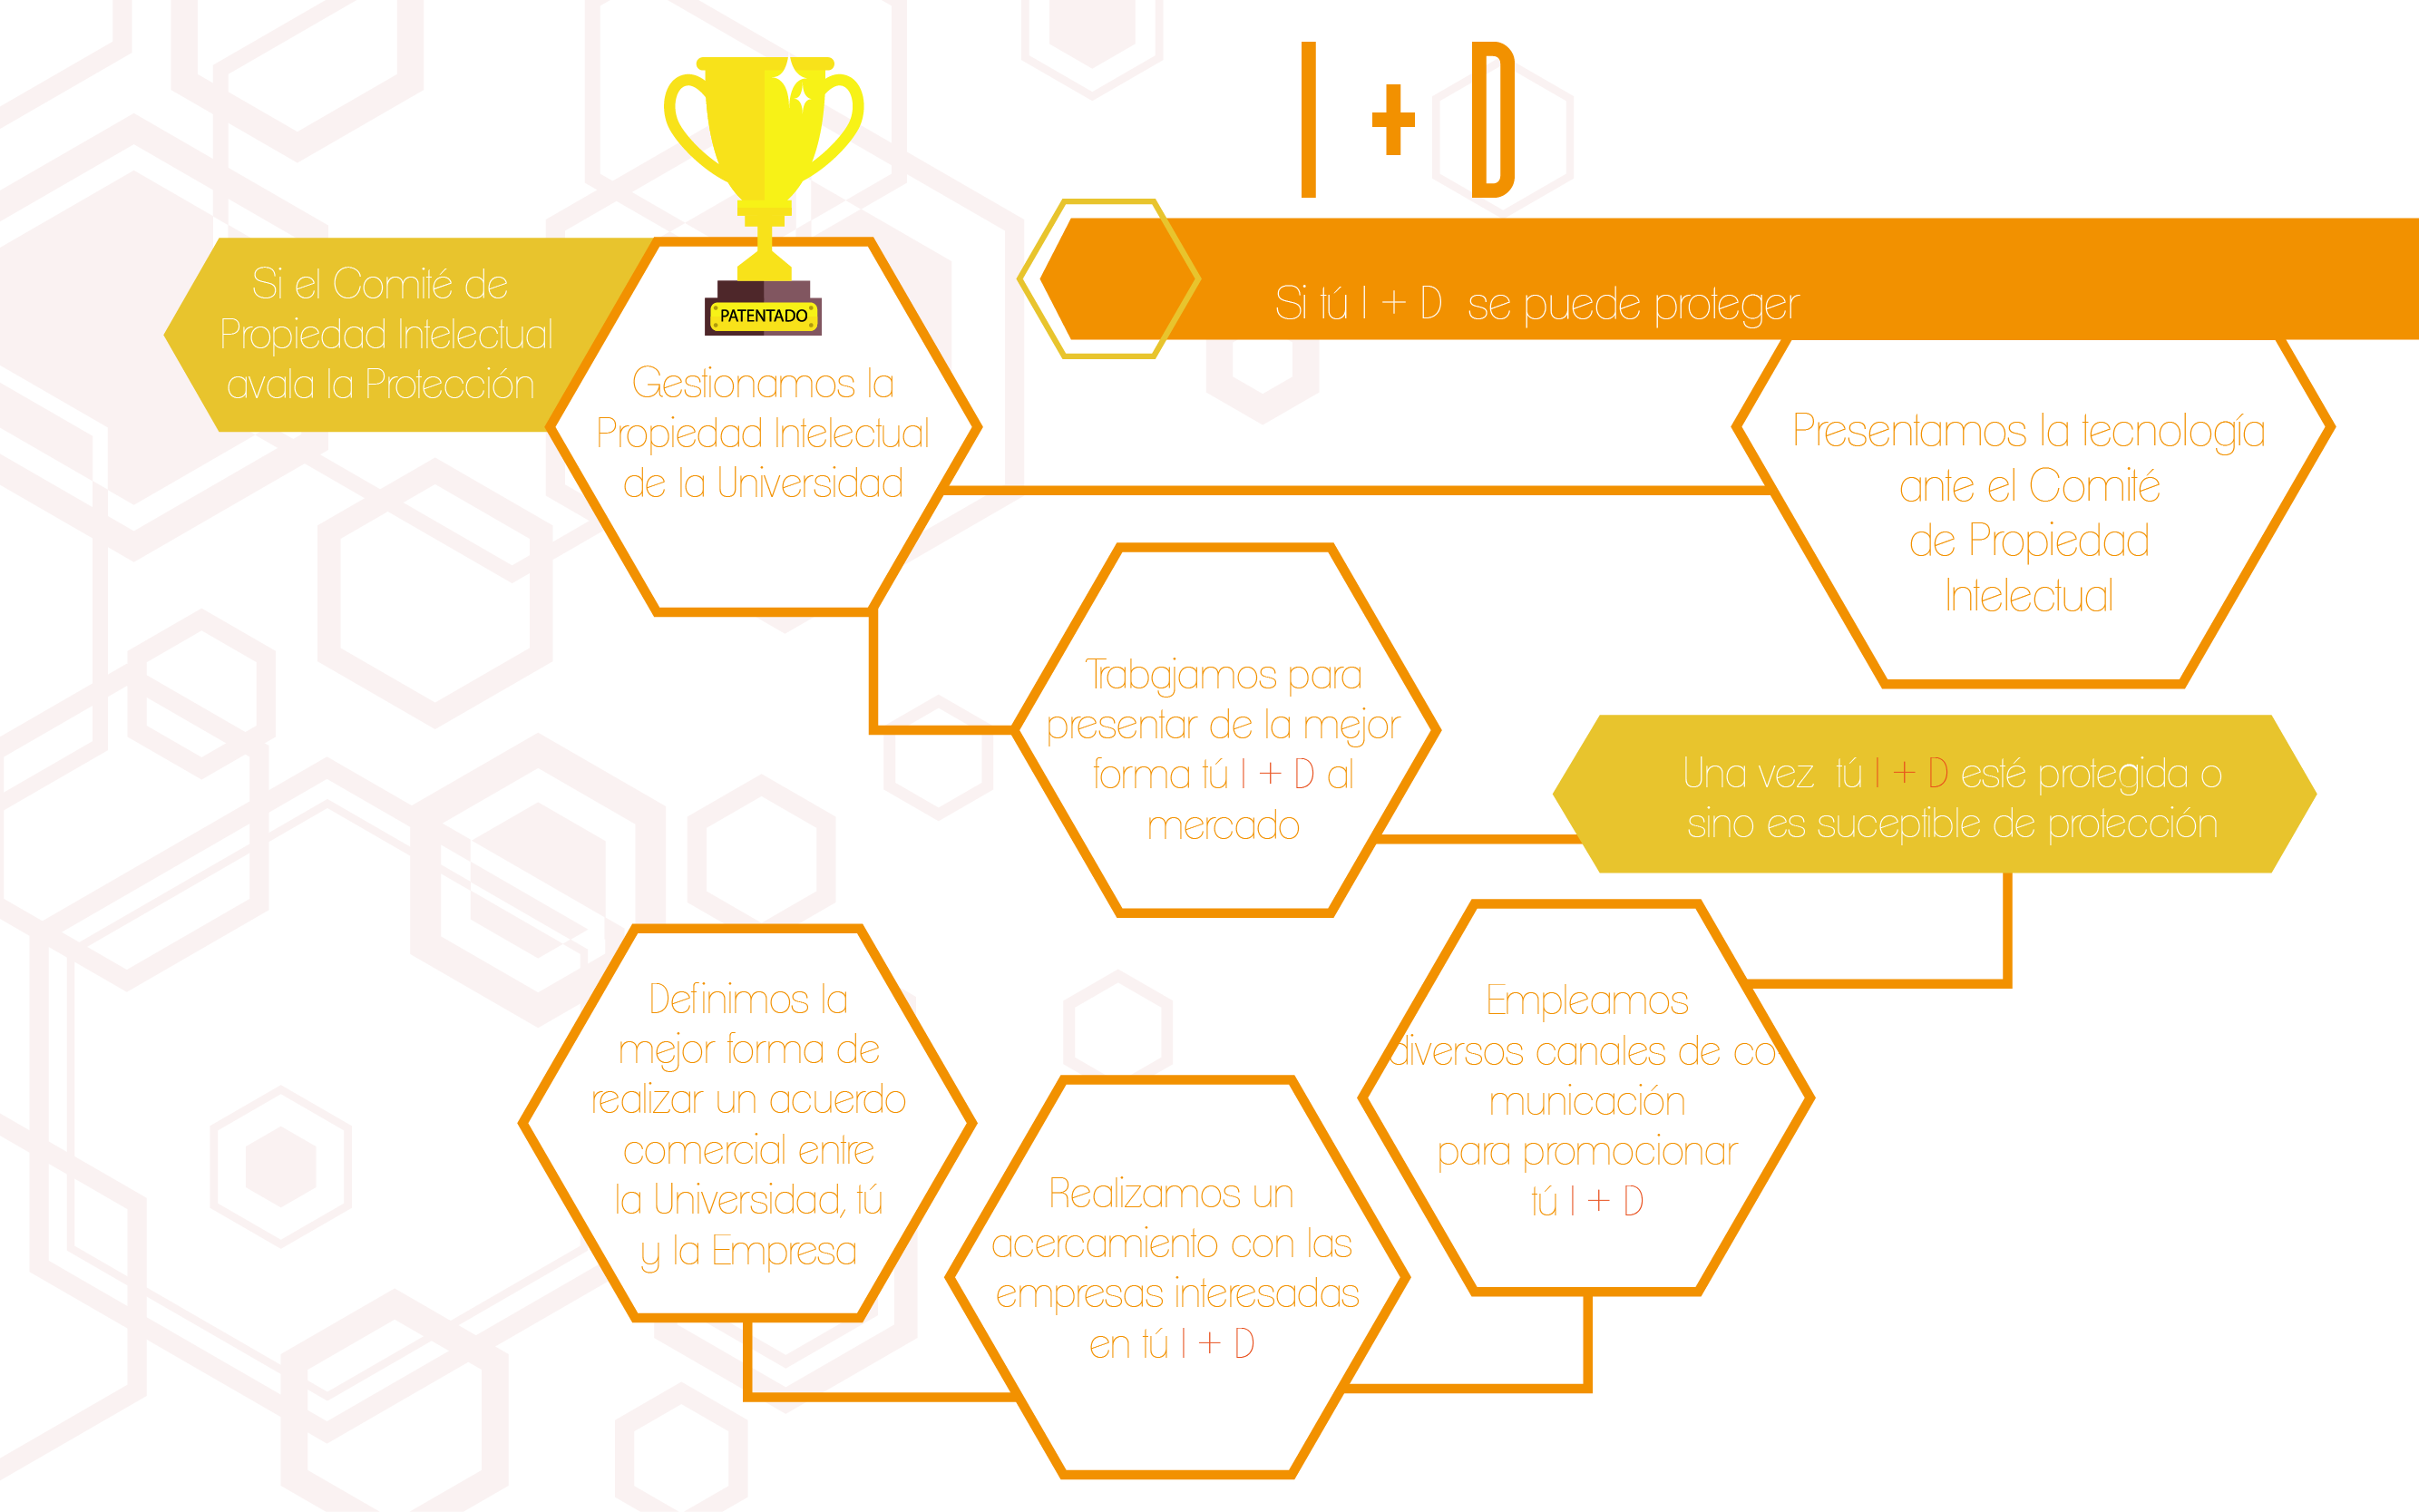 I + D
Si tú I + D se puede proteger
Presentamos la tecnología
ante el Comité
de Propiedad
Intelectual
Si el Comité de
Propiedad Intelectual
avala la Protección
PATENTADO
Gestionamos la
Propiedad Intelectual
de la Universidad
Trabajamos para
presentar de la mejor
forma tú I + D al
mercado
Una vez tú I + D esté protegida o
sino es suceptible de protección
Empleamos
diversos canales de co
municación
para promocionar
tú I + D
Realizamos un
acercamiento con las
empresas interesadas
en tú I + D
Definimos la
mejor forma de
realizar un acuerdo
comercial entre
la Universidad, tú
y la Empresa